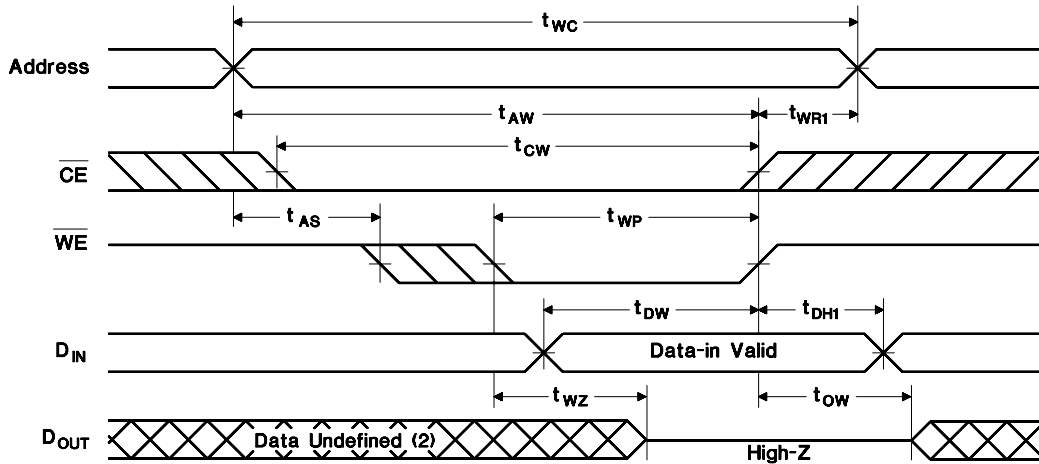 tWC
Address
tAW
tWR1
tCW
CE
tAS
tWP
WE
tDW
tDH1
DIN
Data-in Valid
tWZ
tOW
DOUT
Data Undefined (2)
High-Z